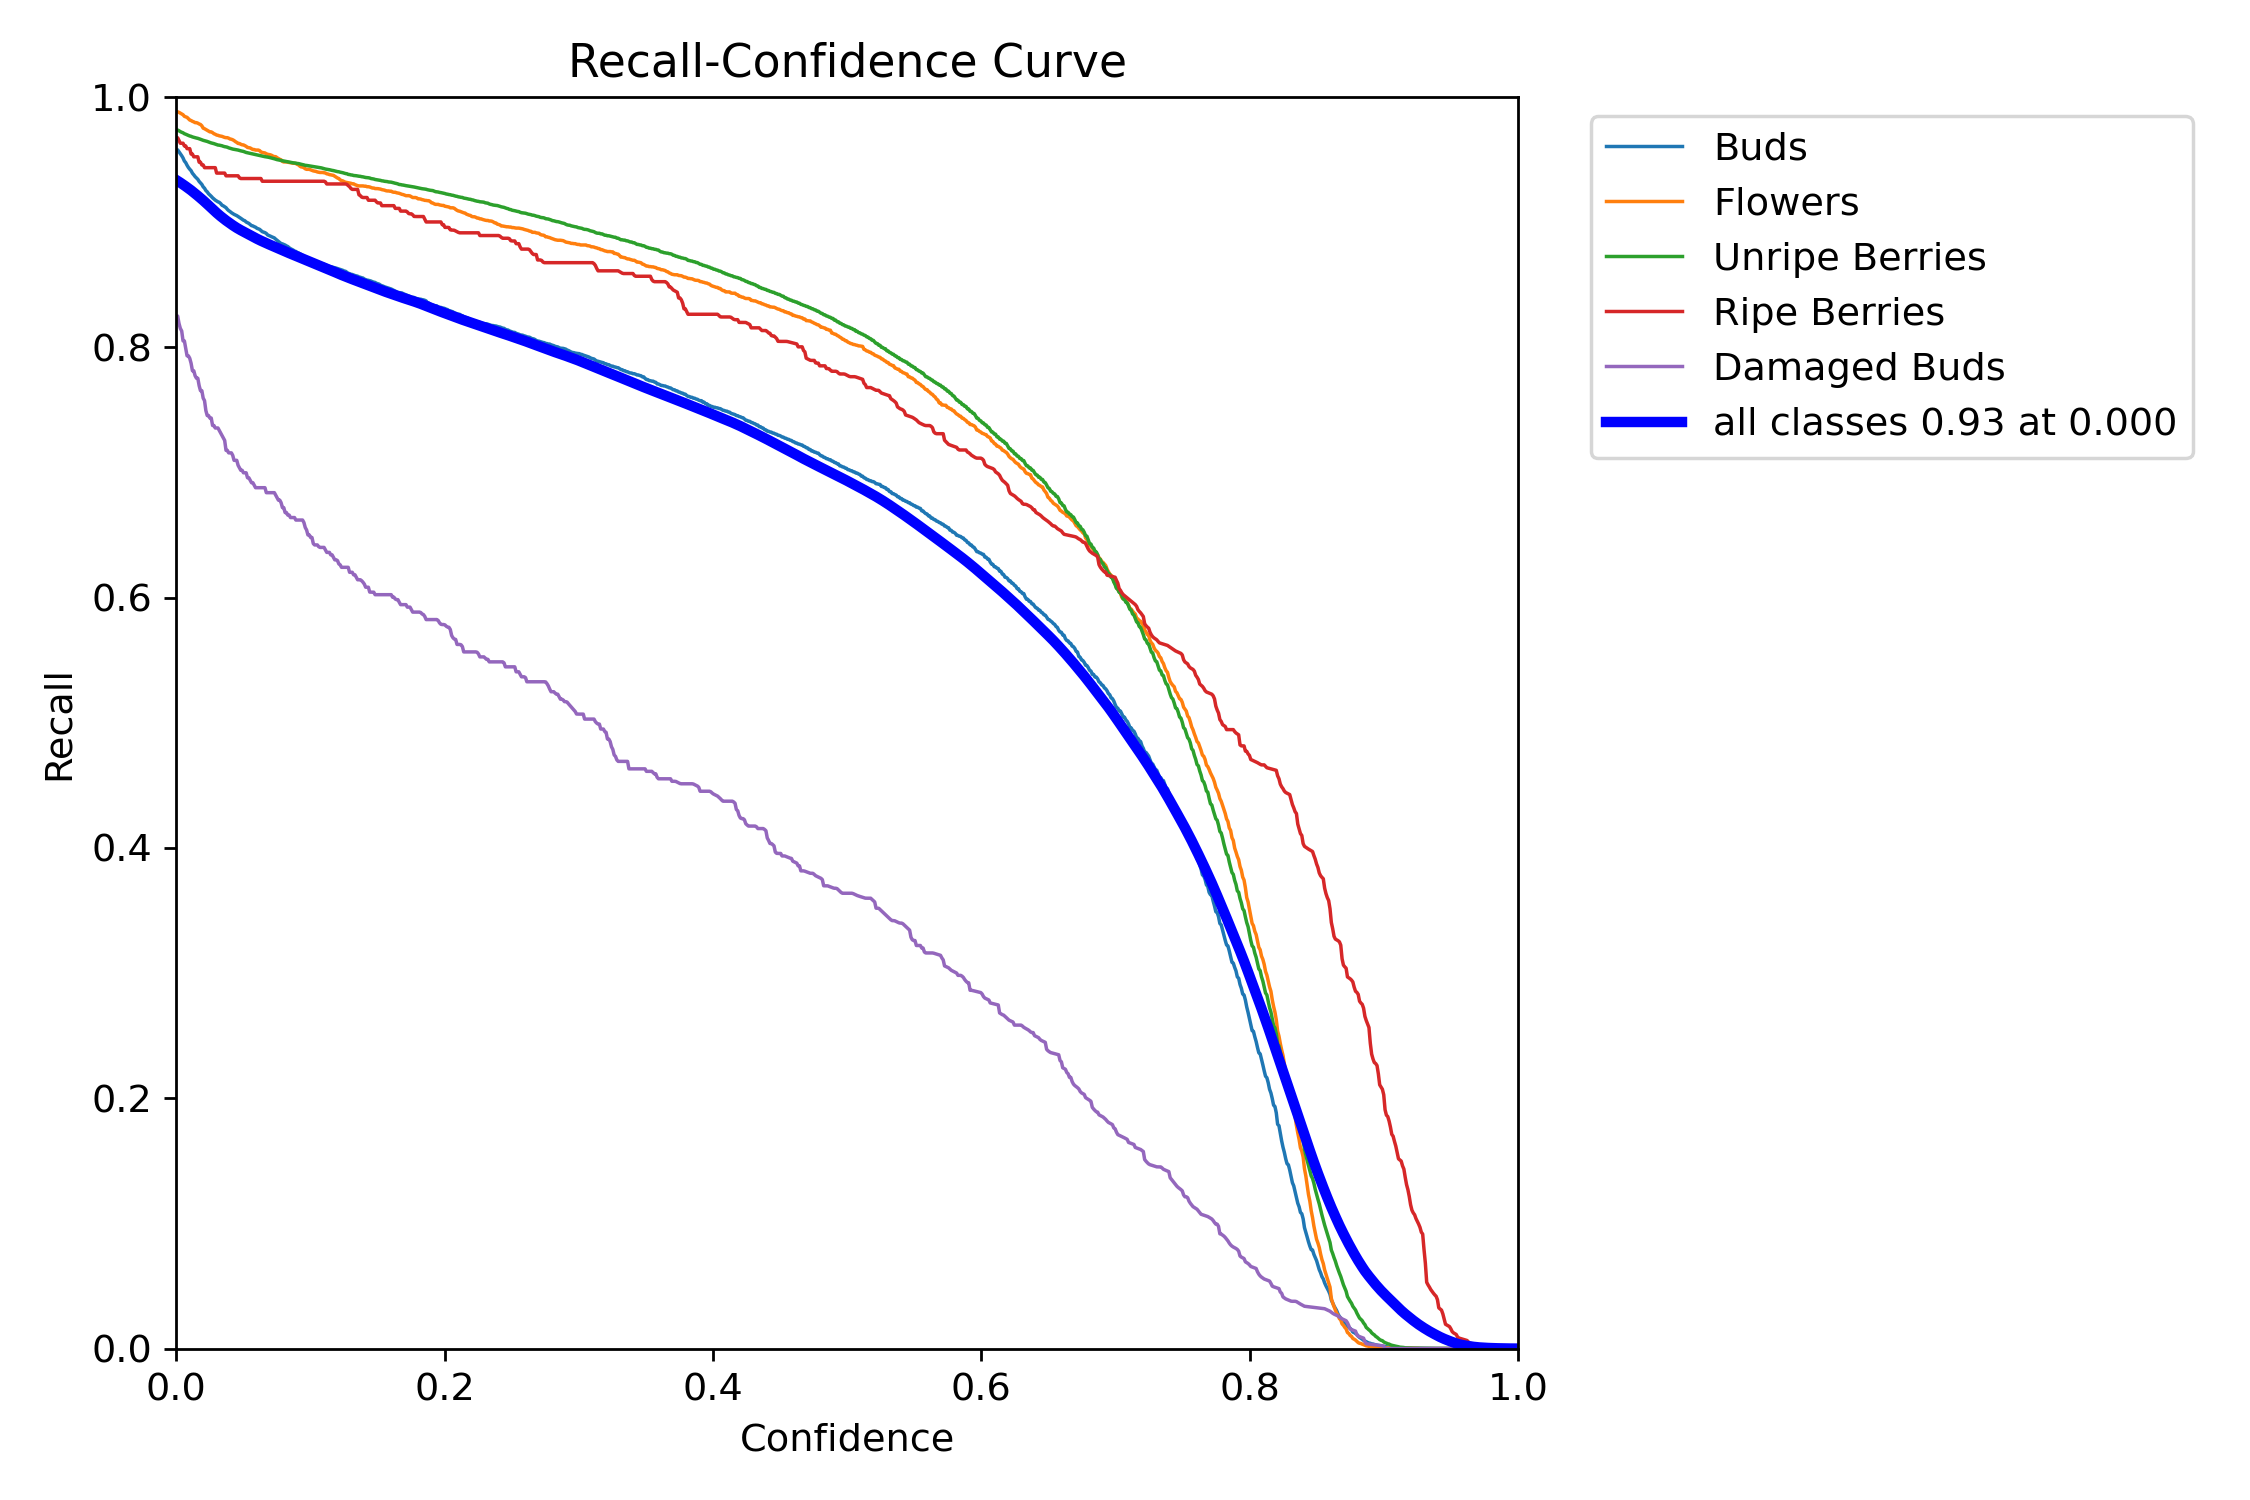 Recall-Confidence Curve
1.0
0.8
0.6
0.4
0.2
0.0
Recall
0.0 0.2 0.4 0.6 0.8 1.0
Confidence
Buds
Flowers
Unripe Berries
Ripe Berries
Damaged Buds
all classes 0.93 at 0.000